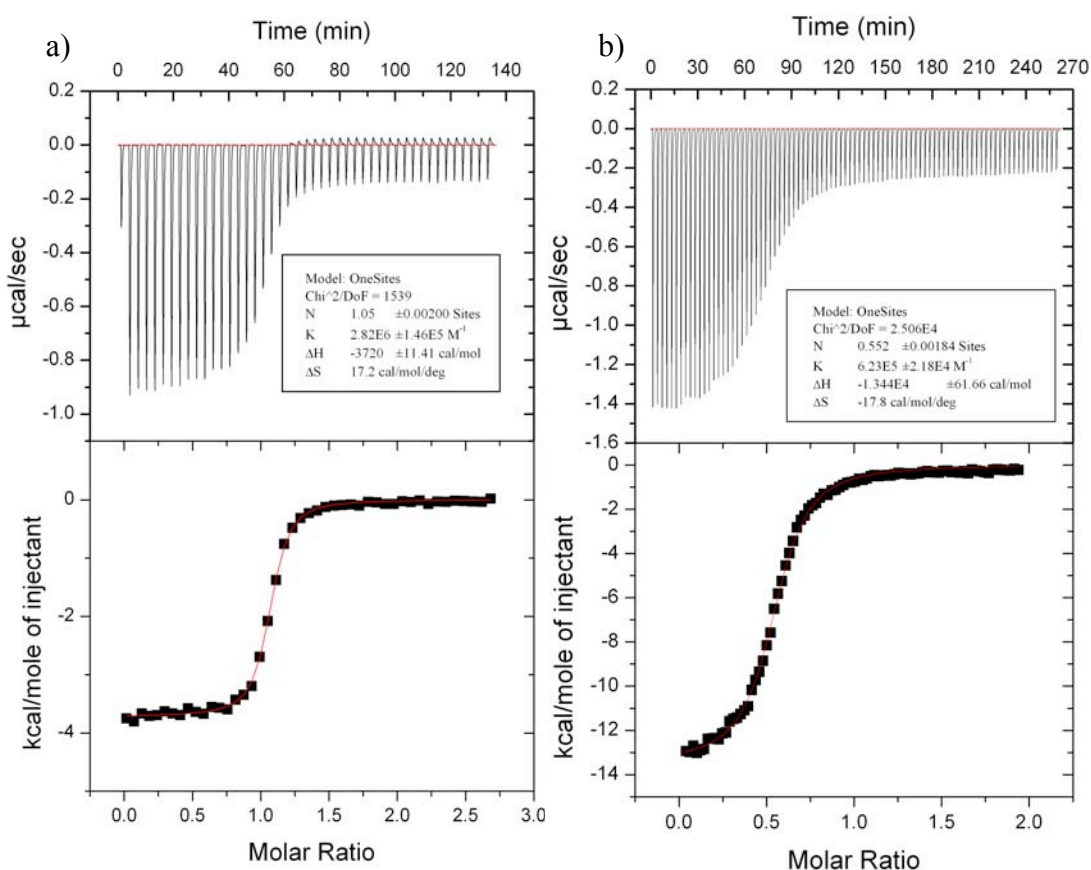 a)
Time (min)
0 20 40 60 80 100 120 140
0.2
0.0
-0.2
-0.4
-0.6
-0.8
-1.0
µcal/sec
Model: OneSites
Chi^2/DoF = 1539
N 1.05 ±0.00200 Sites
K 2.82E6 ±1.46E5 M⁻¹
ΔH -3720 ±11.41 cal/mol
ΔS 17.2 cal/mol/deg
0
-2
-4
kcal/mole of injectant
0.0 0.5 1.0 1.5 2.0 2.5 3.0
Molar Ratio
b)
Time (min)
0 30 60 90 120 150 180 210 240 270
0.2
0.0
-0.2
-0.4
-0.6
-0.8
-1.0
-1.2
-1.4
-1.6
µcal/sec
Model: OneSites
Chi^2/DoF = 2.506E4
N 0.552 ±0.00184 Sites
K 6.23E5 ±2.18E4 M⁻¹
ΔH -1.344E4 ±61.66 cal/mol
ΔS -17.8 cal/mol/deg
0
-2
-4
-6
-8
-10
-12
-14
kcal/mole of injectant
0.0 0.5 1.0 1.5 2.0
Molar Ratio